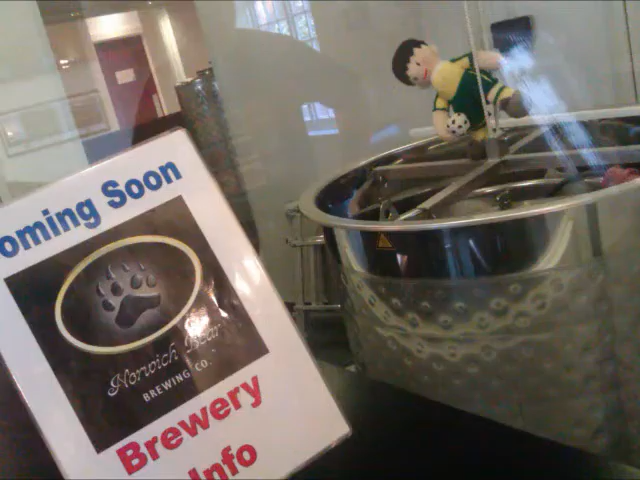 oming Soon
Norwich Bear
BREWING CO.
Brewery
Info